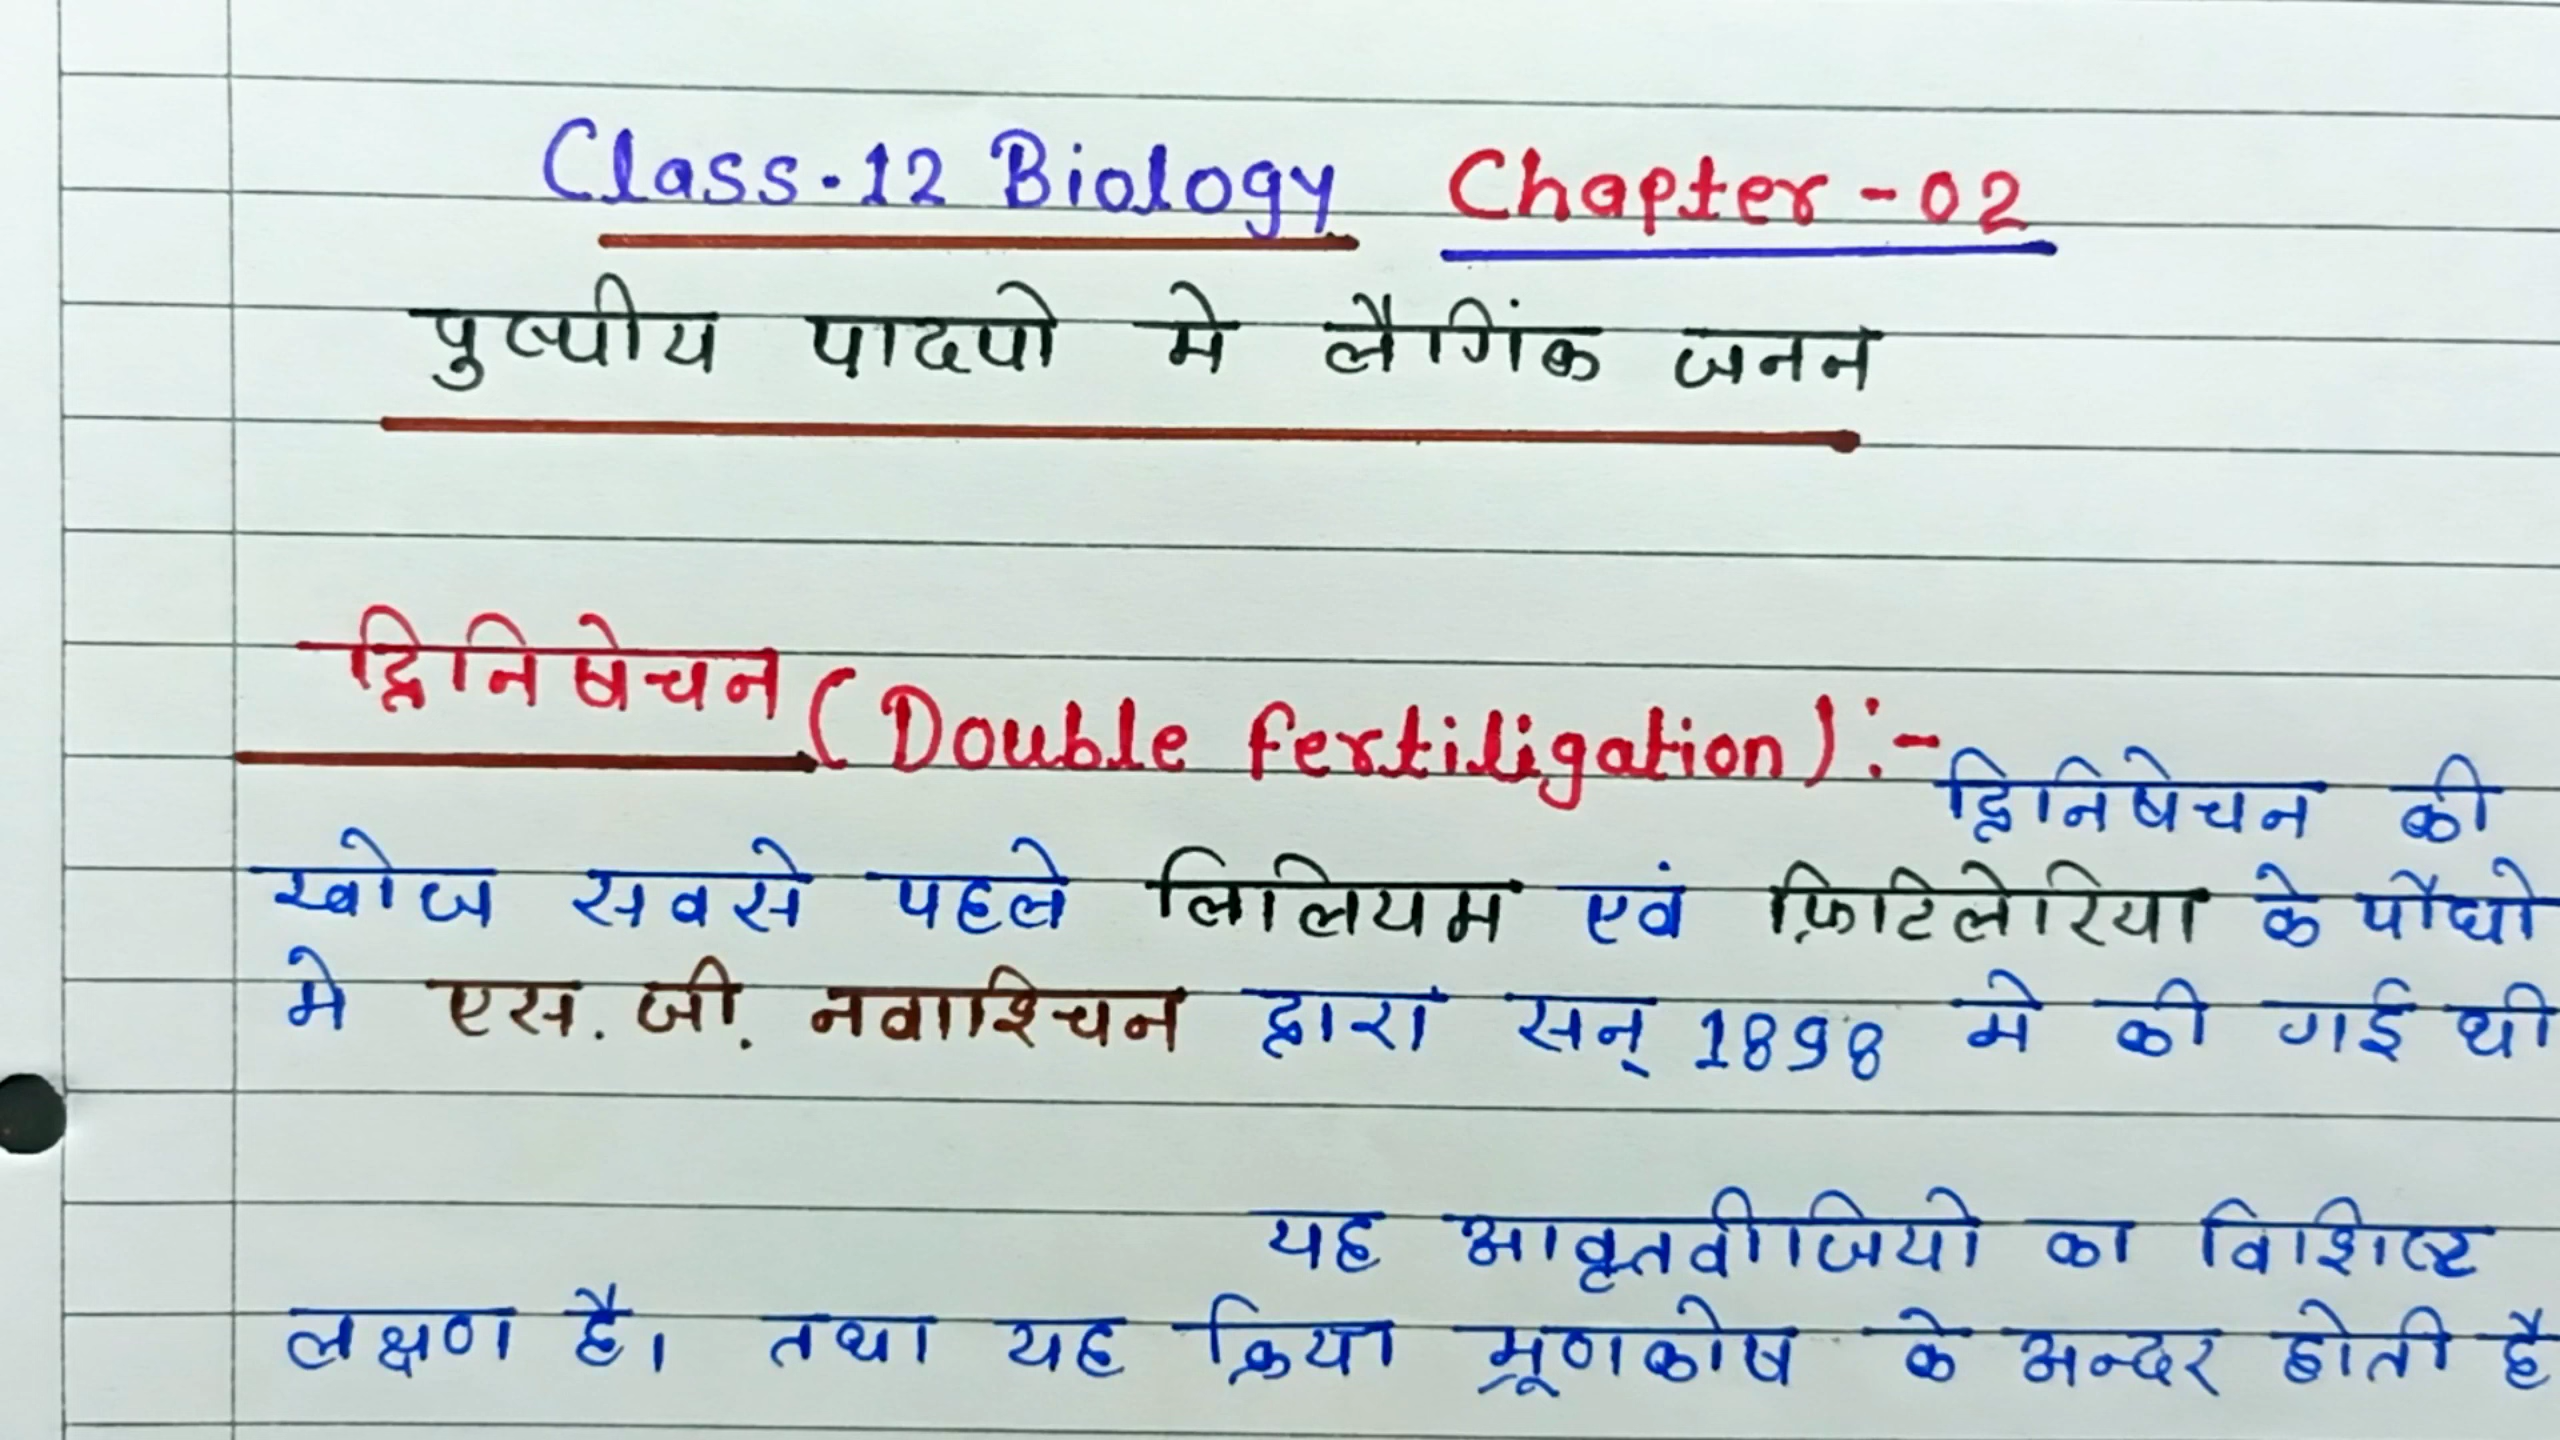 Class-12 Biology Chapter-02
पुष्पीय पादपो मे लैगिंक जनन
द्विनिषेचन (Double fertiligation):-
द्विनिषेचन की
खोज सबसे पहले लिलियम एवं फ्रिटिलेरिया के पौधो
मे एस. जी. नवाश्चिन द्वारा सन् 1898 मे की गई थी
यह आवृतवीजियो का विशिष्ट
लक्षण है। तथा यह क्रिया भ्रूणकोष के अन्दर होती है